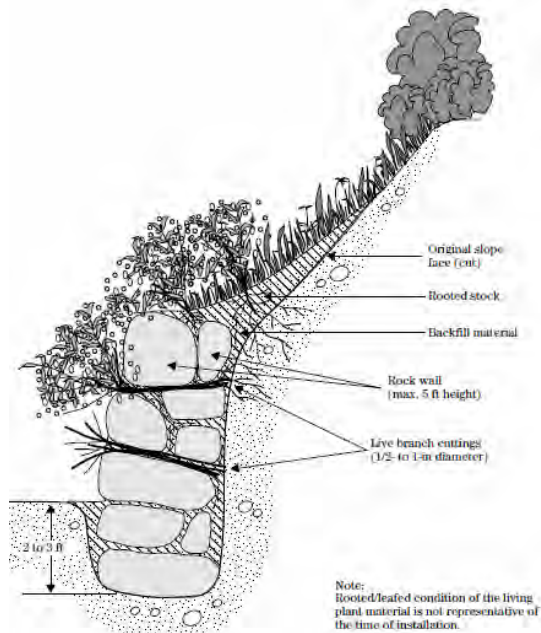 Original slope
face (cut)
Rooted stock
Backfill material
Rock wall
(max. 5 ft height)
Live branch cuttings
(1/2- to 1-in diameter)
2 to 3 ft
Note:
Rooted/leafed condition of the living
plant material is not representative of
the time of installation.